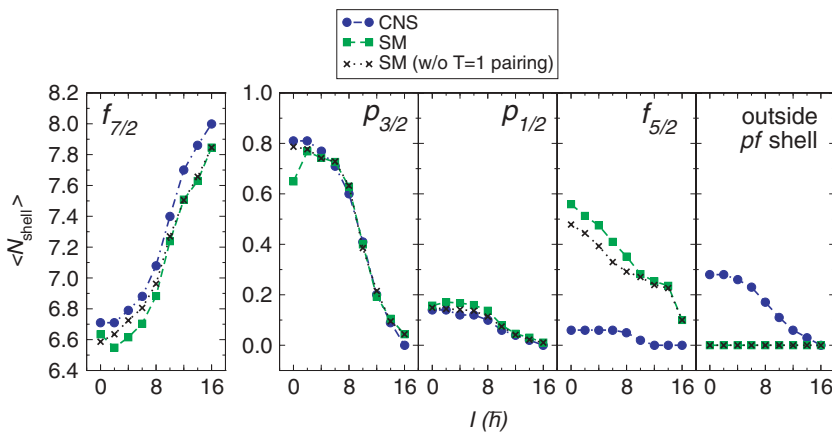 CNS
SM
SM (w/o T=1 pairing)
f7/2
p3/2
p1/2
f5/2
outside
pf shell
<Nshell>
8.2
8.0
7.8
7.6
7.4
7.2
7.0
6.8
6.6
6.4
1.0
0.8
0.6
0.4
0.2
0.0
0 8 16 0 8 16 0 8 16 0 8 16 0 8 16
I (ħ)